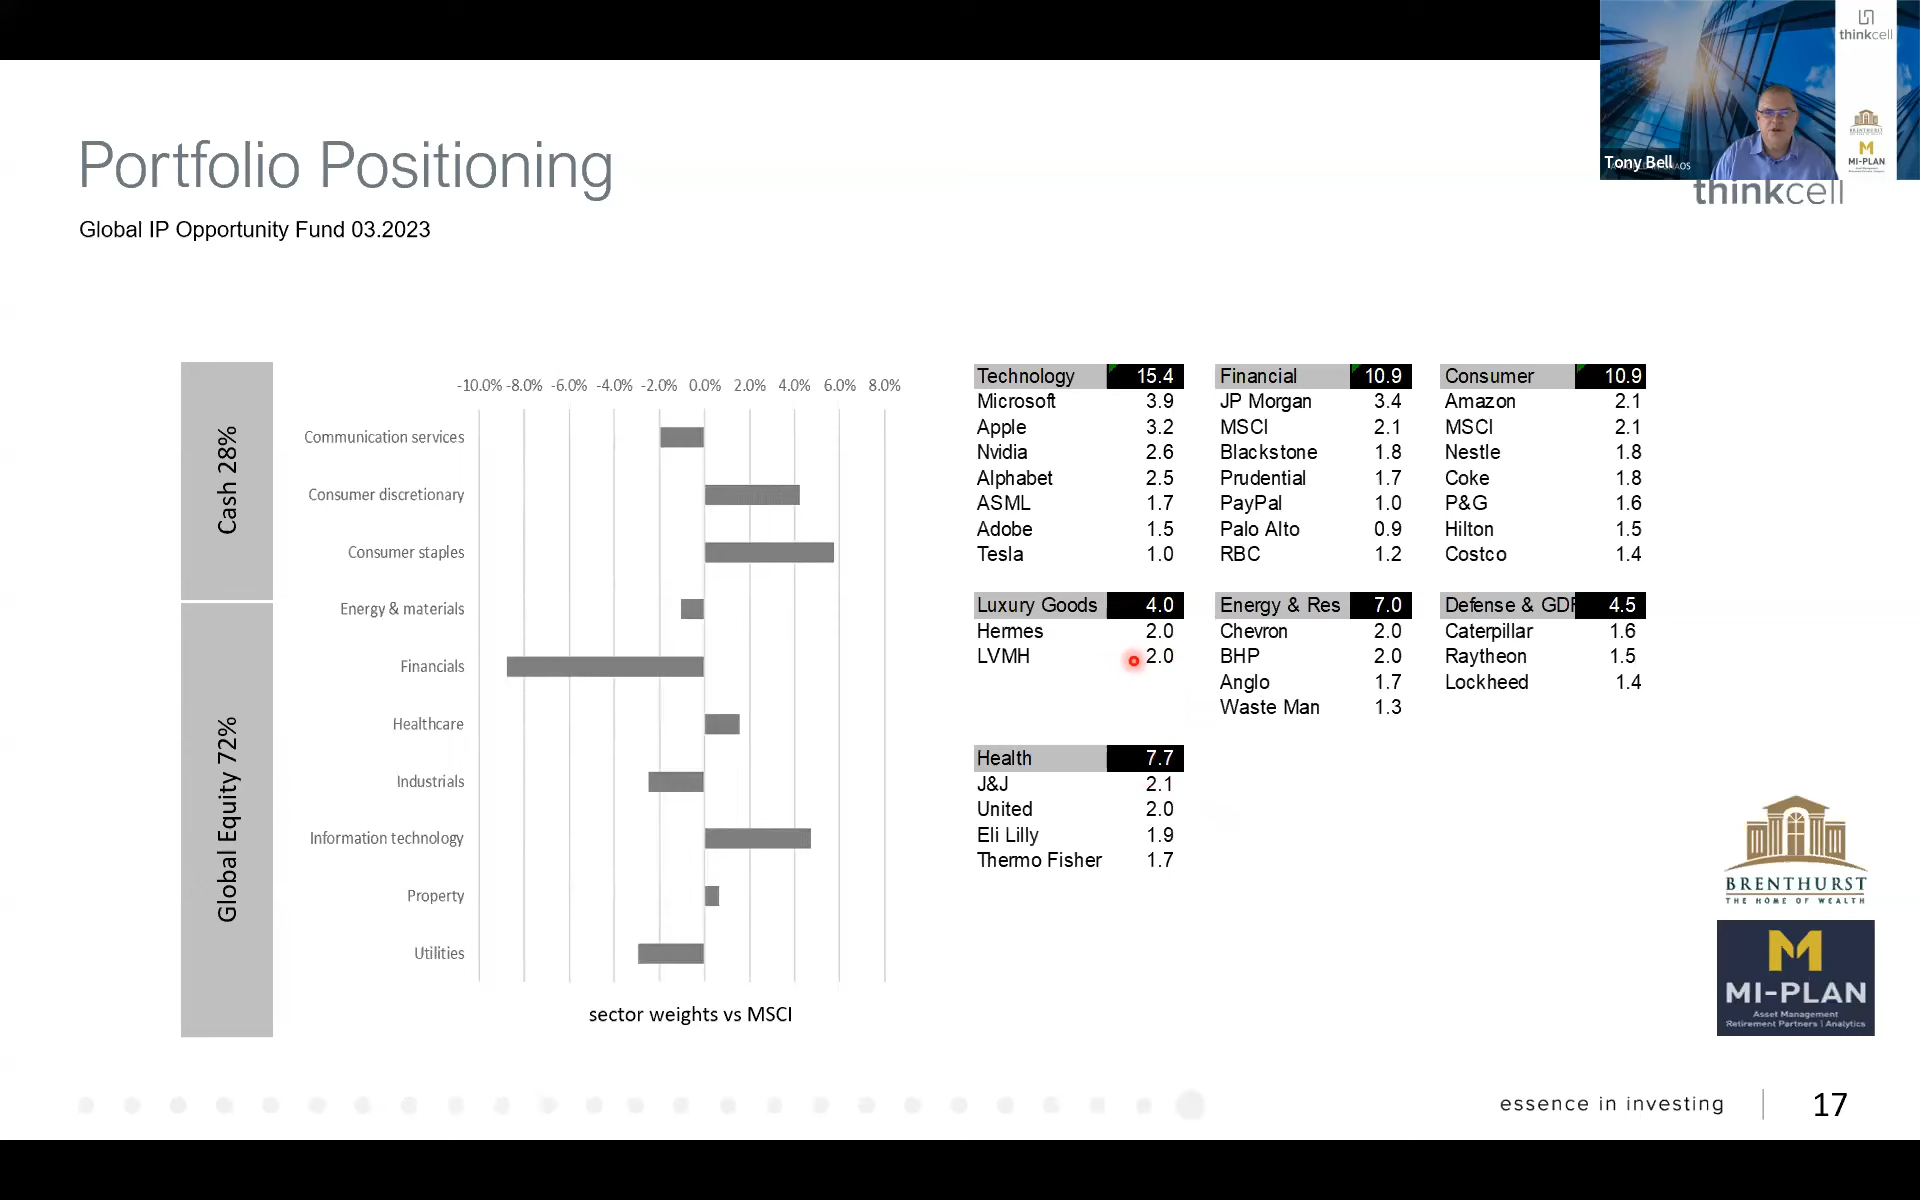 thinkcell
BRENTHURST
MI-PLAN
Tony Bell
thinkcell
Portfolio Positioning
Global IP Opportunity Fund 03.2023
Cash 28%
Global Equity 72%
-10.0% -8.0% -6.0% -4.0% -2.0% 0.0% 2.0% 4.0% 6.0% 8.0%
Communication services
Consumer discretionary
Consumer staples
Energy & materials
Financials
Healthcare
Industrials
Information technology
Property
Utilities
sector weights vs MSCI
Technology 15.4
Microsoft 3.9
Apple 3.2
Nvidia 2.6
Alphabet 2.5
ASML 1.7
Adobe 1.5
Tesla 1.0
Financial 10.9
JP Morgan 3.4
MSCI 2.1
Blackstone 1.8
Prudential 1.7
PayPal 1.0
Palo Alto 0.9
RBC 1.2
Consumer 10.9
Amazon 2.1
MSCI 2.1
Nestle 1.8
Coke 1.8
P&G 1.6
Hilton 1.5
Costco 1.4
Luxury Goods 4.0
Hermes 2.0
LVMH 2.0
Energy & Res 7.0
Chevron 2.0
BHP 2.0
Anglo 1.7
Waste Man 1.3
Defense & GDF 4.5
Caterpillar 1.6
Raytheon 1.5
Lockheed 1.4
Health 7.7
J&J 2.1
United 2.0
Eli Lilly 1.9
Thermo Fisher 1.7
BRENTHURST
THE HOME OF WEALTH
M
MI-PLAN
Asset Management
Retirement Partners | Analytics
essence in investing
17